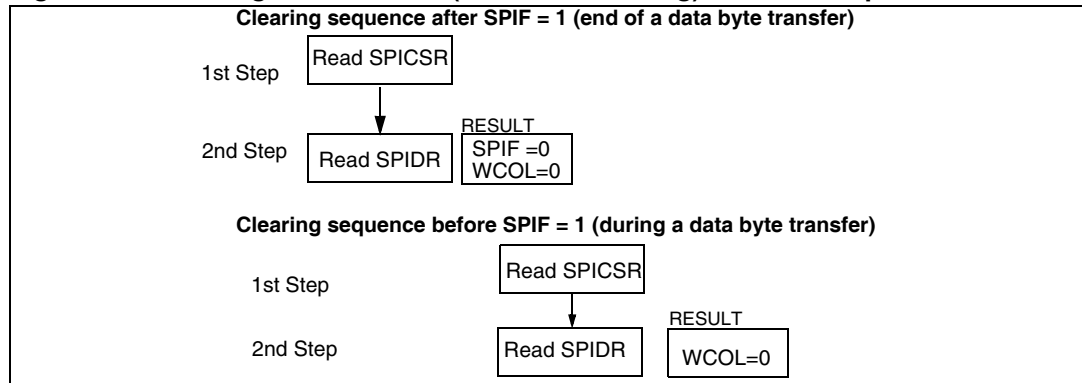 Clearing sequence after SPIF = 1 (end of a data byte transfer)
1st Step
Read SPICSR
RESULT
2nd Step
Read SPIDR
SPIF =0
WCOL=0
Clearing sequence before SPIF = 1 (during a data byte transfer)
1st Step
Read SPICSR
RESULT
2nd Step
Read SPIDR
WCOL=0